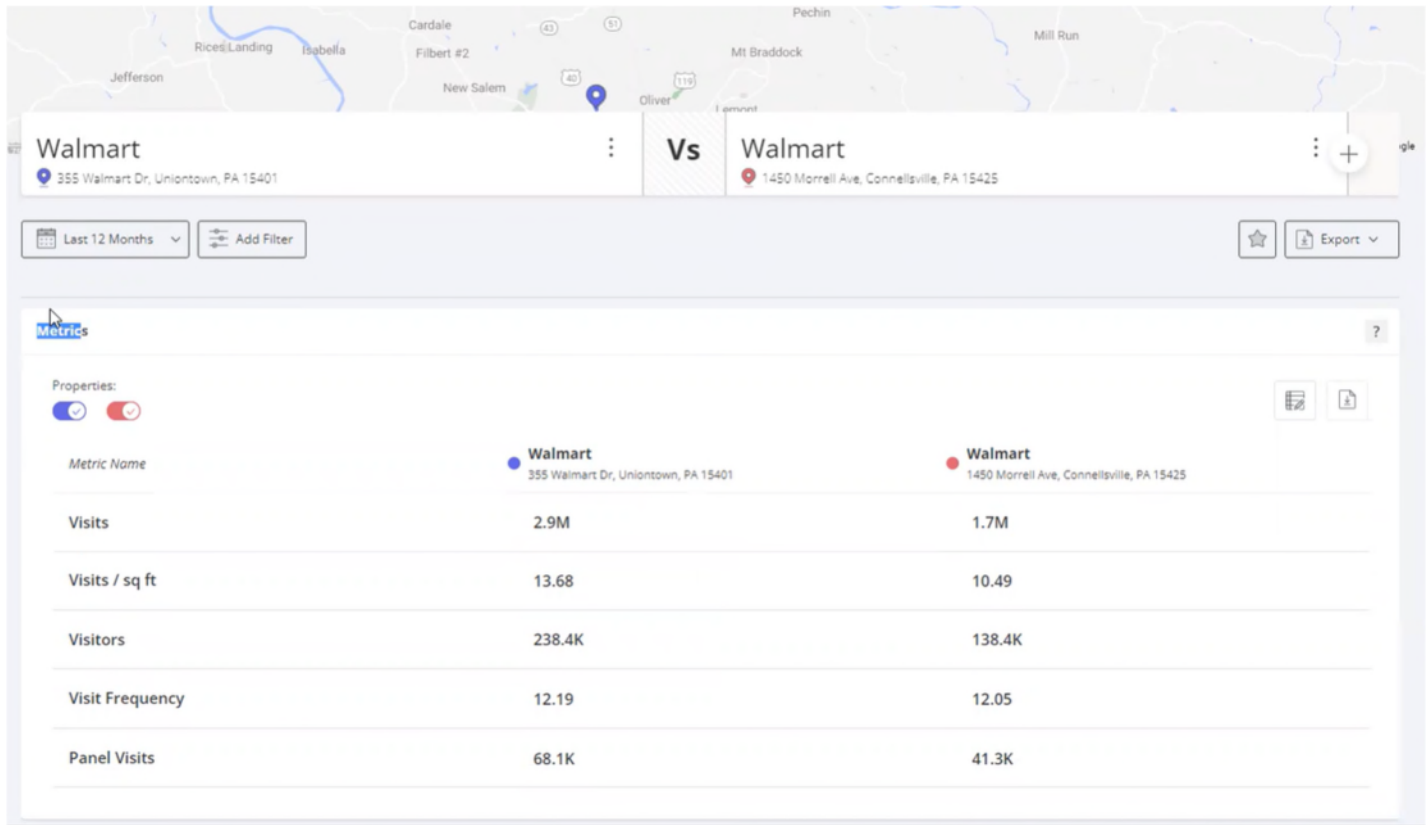 Cardale
43
51
Pechin
Rices Landing
Isabella
Filbert #2
Mt Braddock
Mill Run
Jefferson
New Salem
40
119
Oliver
Lemont
Walmart
355 Walmart Dr, Uniontown, PA 15401
Vs
Walmart
1450 Morrell Ave, Connellsville, PA 15425
+
ogle
Last 12 Months
Add Filter
Export
Metrics
?
Properties:
Metric Name
Walmart
355 Walmart Dr, Uniontown, PA 15401
Walmart
1450 Morrell Ave, Connellsville, PA 15425
Visits 2.9M 1.7M
Visits / sq ft 13.68 10.49
Visitors 238.4K 138.4K
Visit Frequency 12.19 12.05
Panel Visits 68.1K 41.3K